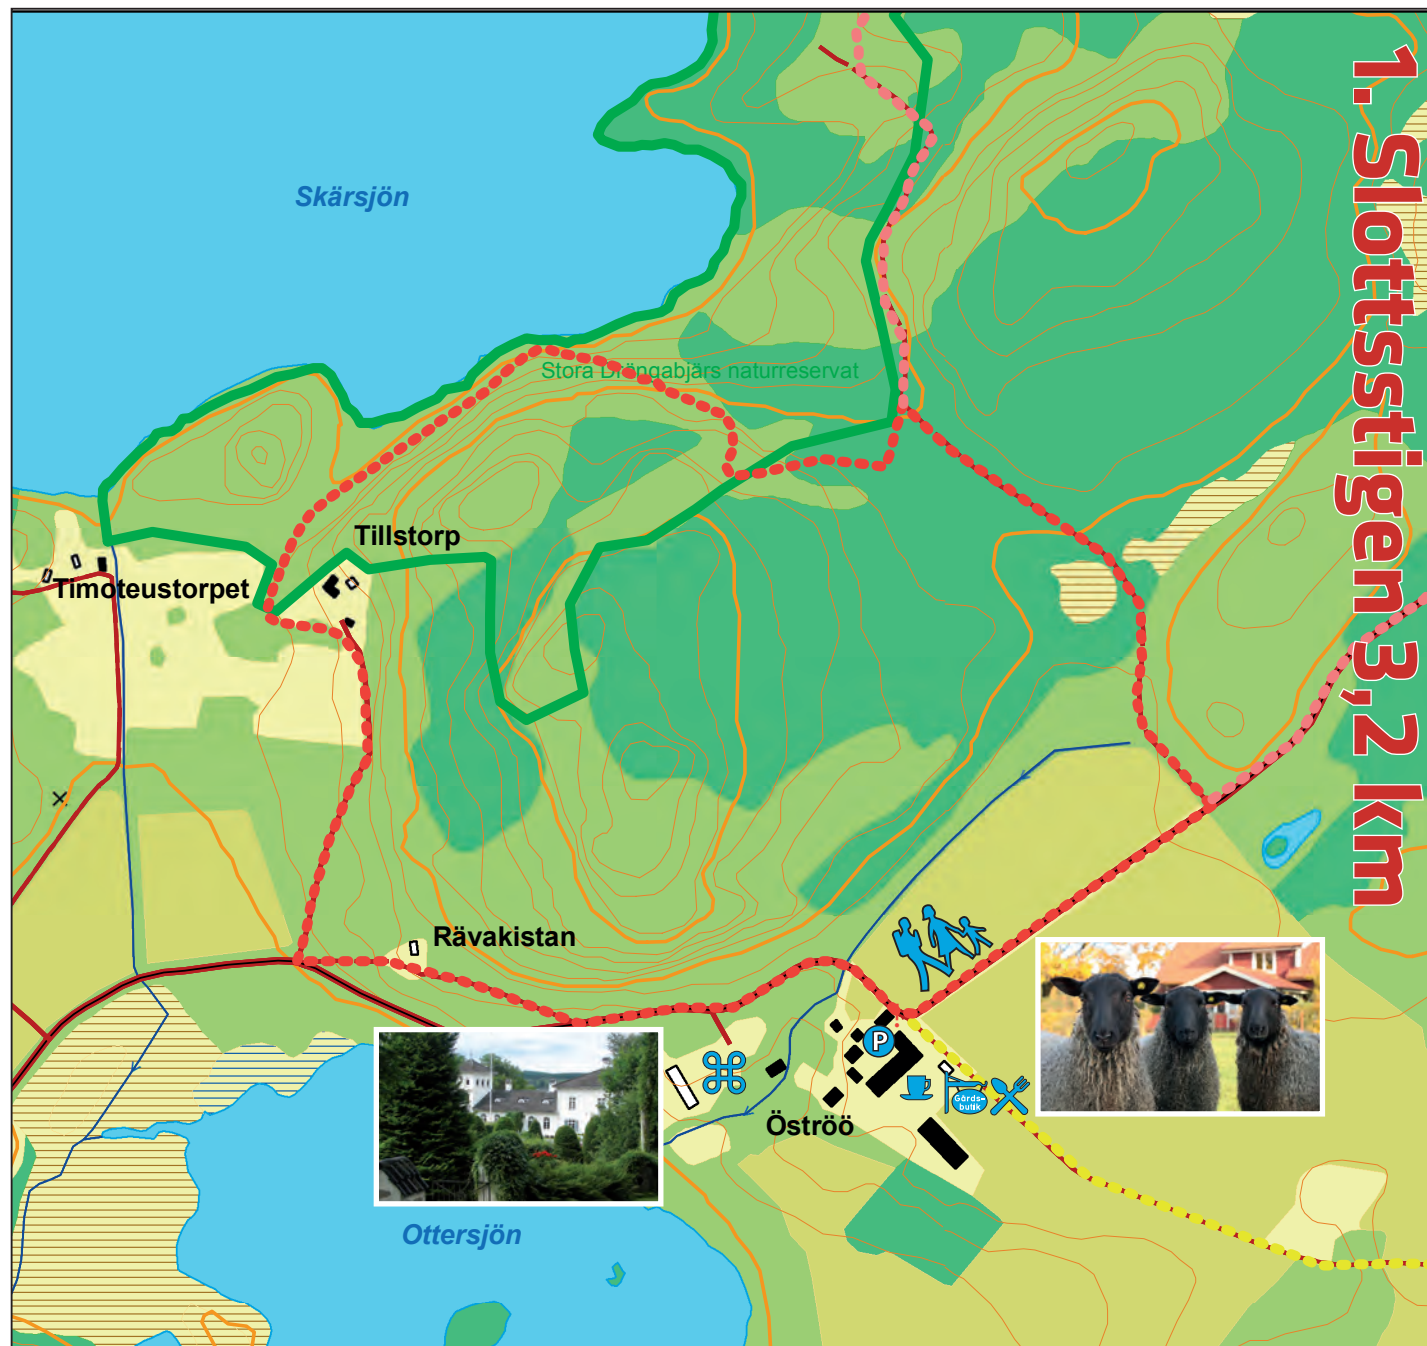 1. Slottsstigen 3,2 km
Skärsjön
Stora Drängabjärs naturreservat
Tillstorp
Timoteustorpet
Rävakistan
P
Gårds-
butik
Öströö
Ottersjön